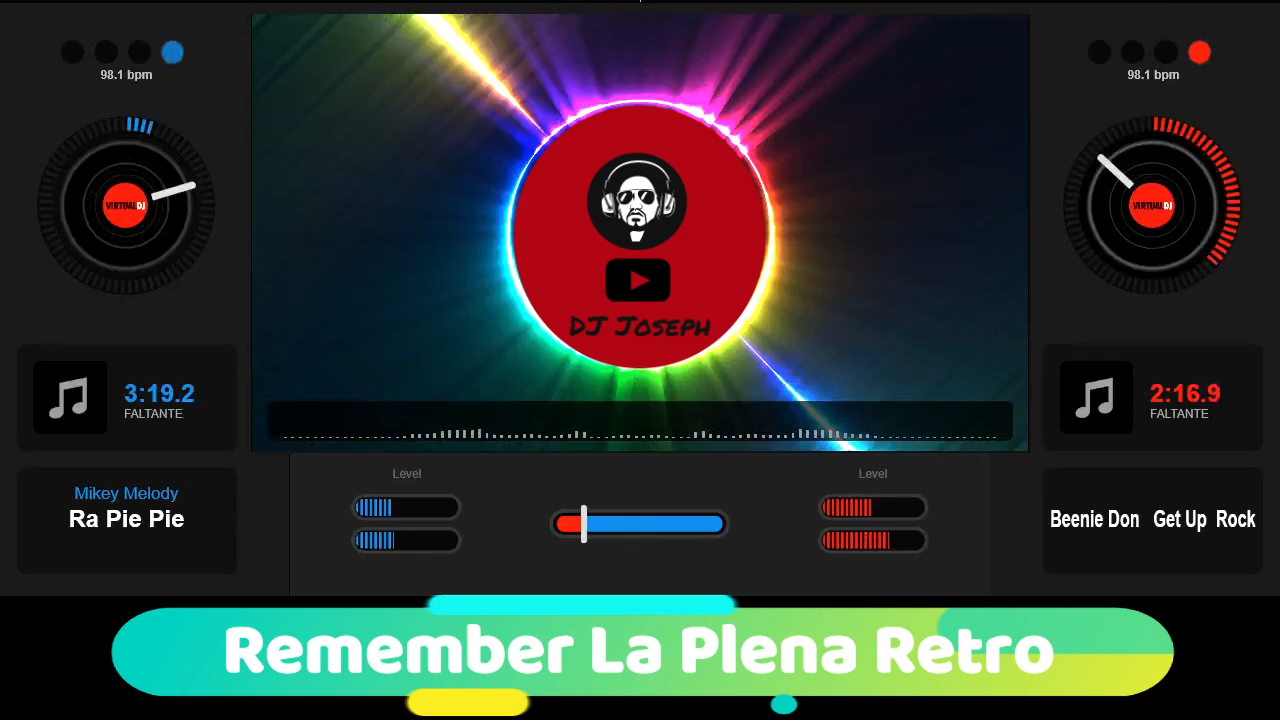 98.1 bpm
98.1 bpm
VIRTUALDJ
VIRTUALDJ
DJ Joseph
3:19.2
FALTANTE
2:16.9
FALTANTE
Level
Level
Mikey Melody
Ra Pie Pie
Beenie Don Get Up Rock
Remember La Plena Retro